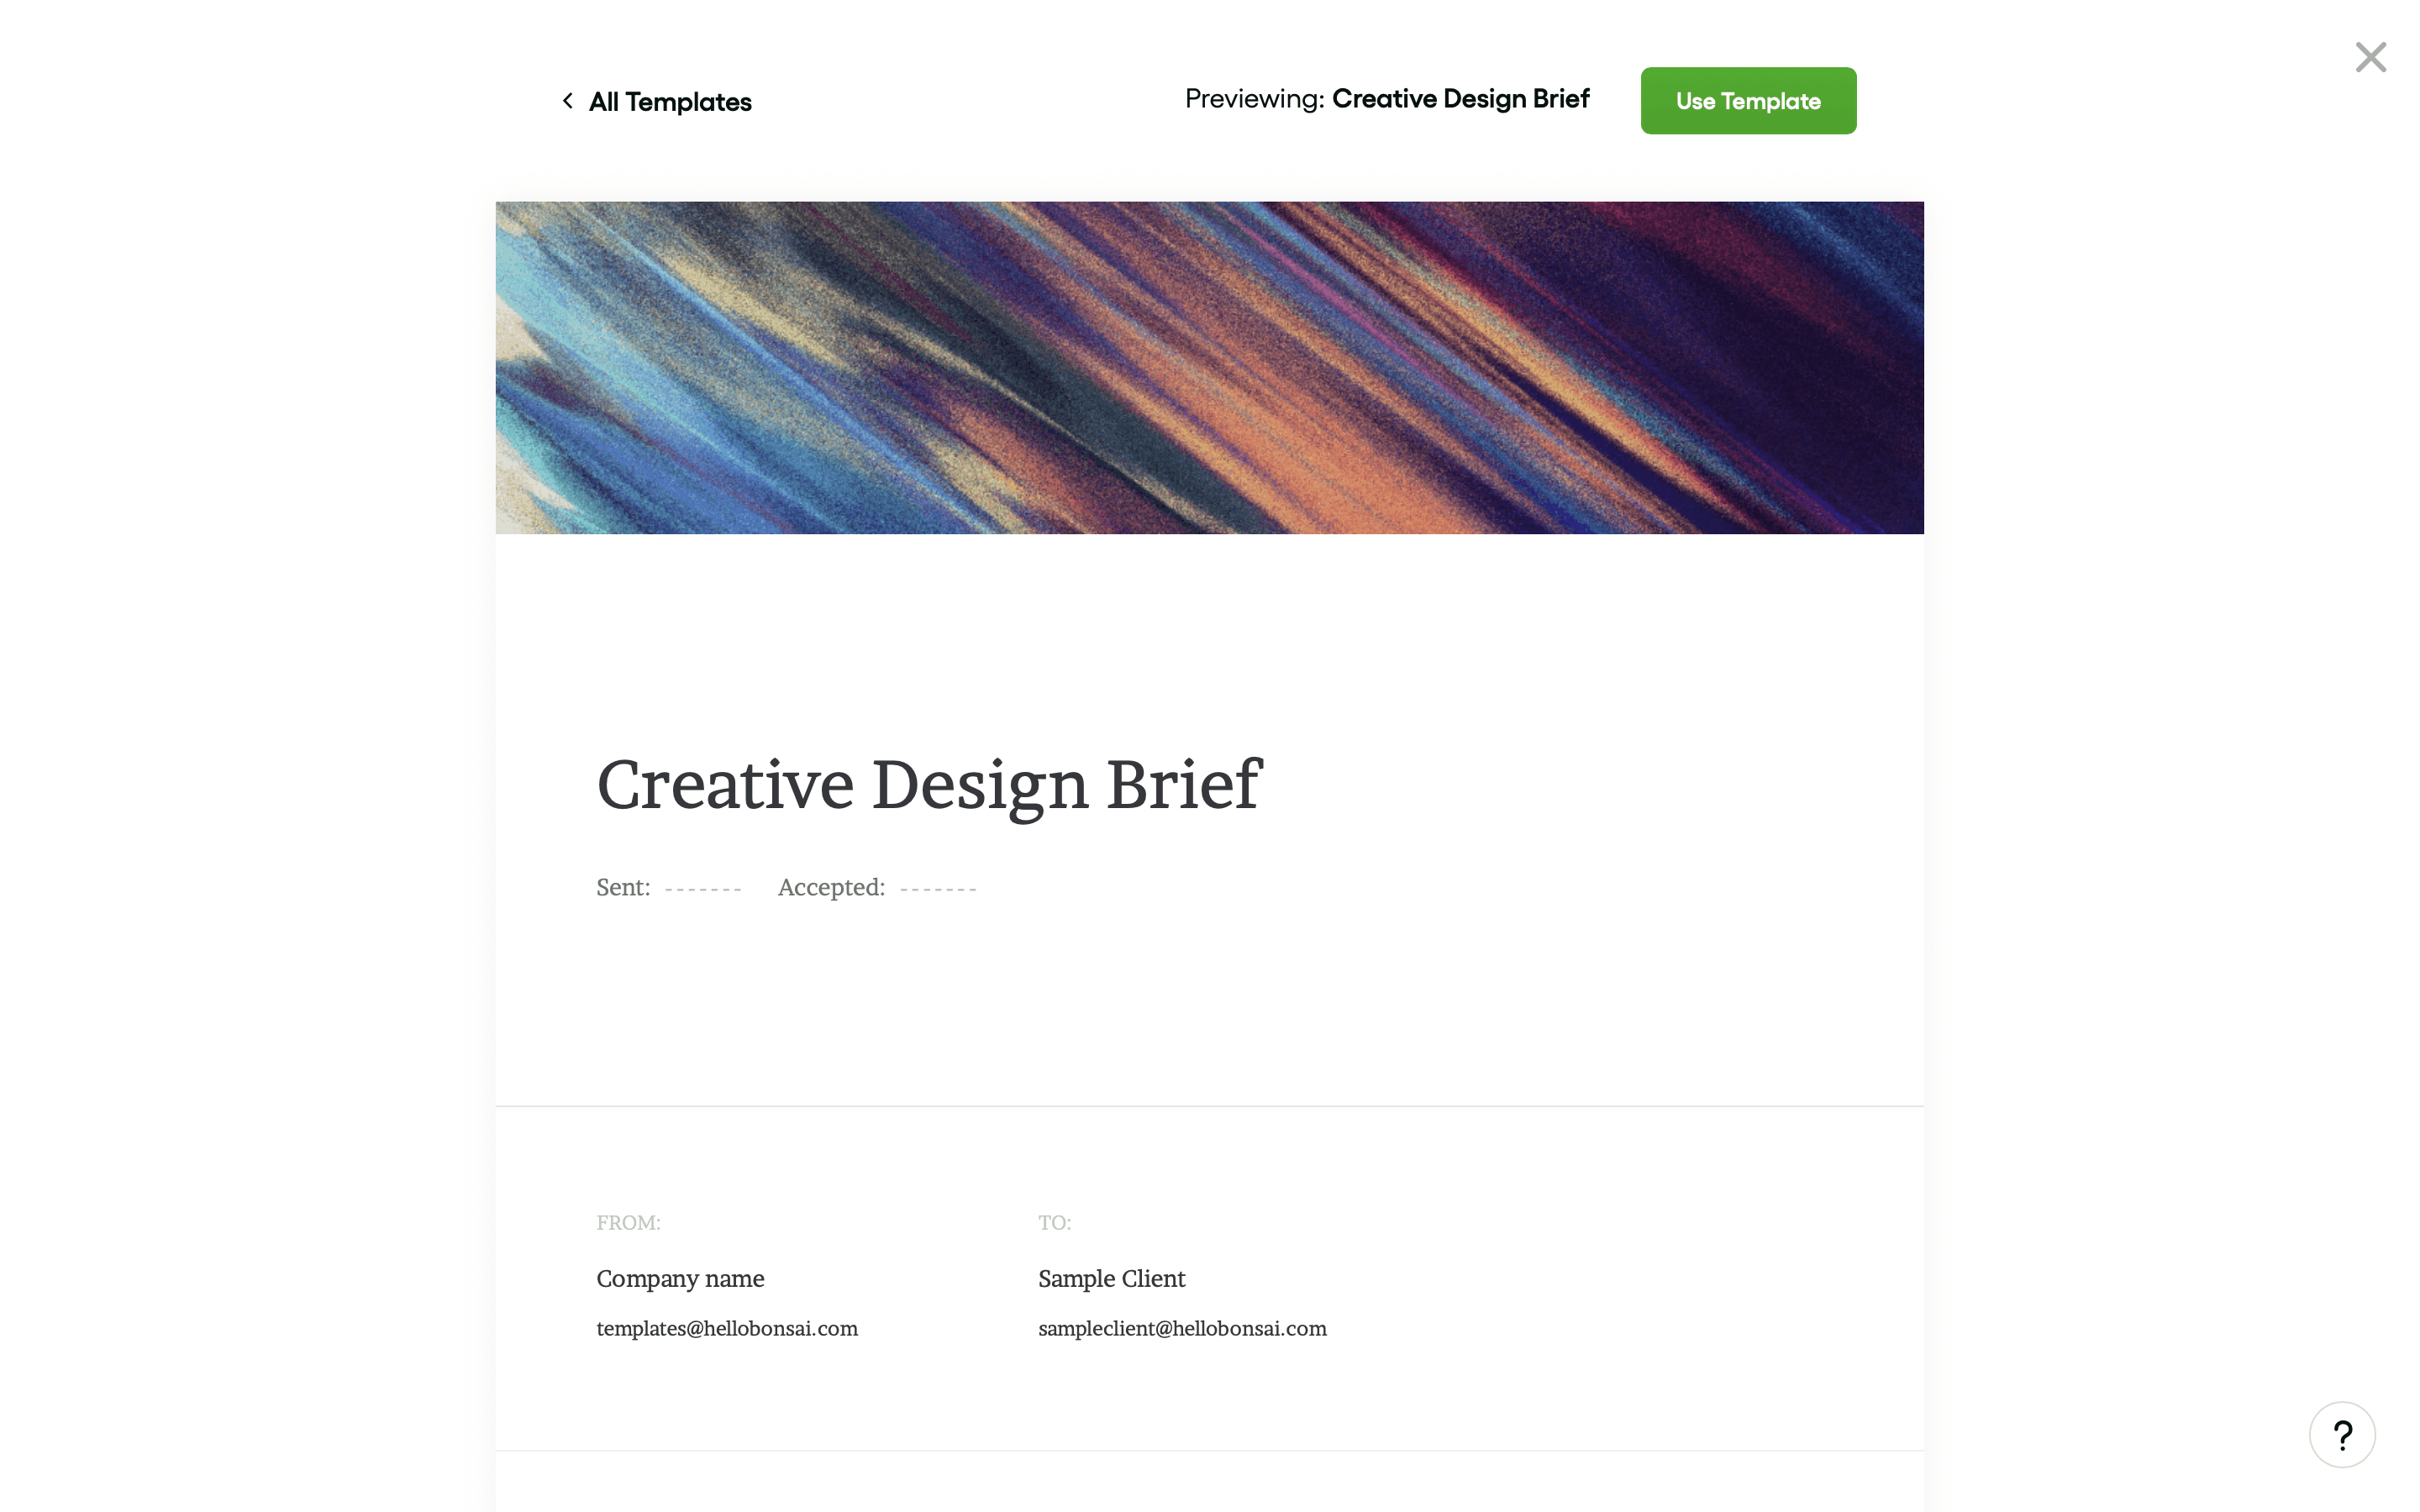 All Templates
Previewing: Creative Design Brief
Use Template
Creative Design Brief
Sent: ------- Accepted: -------
FROM:
Company name
templates@hellobonsai.com
TO:
Sample Client
sampleclient@hellobonsai.com
?